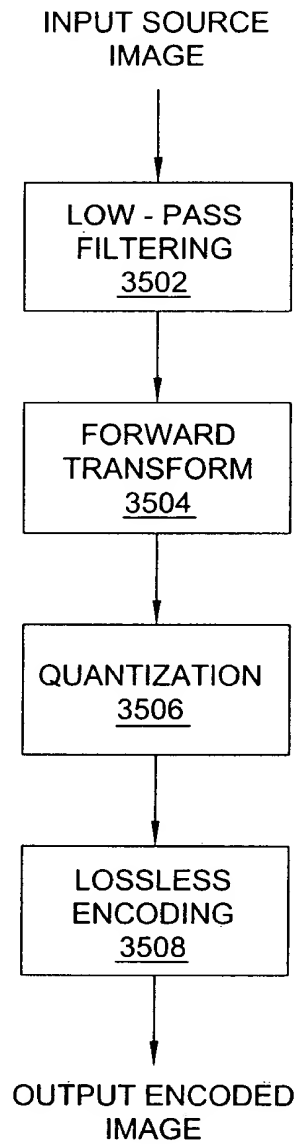 INPUT SOURCE
IMAGE
LOW - PASS
FILTERING
3502
FORWARD
TRANSFORM
3504
QUANTIZATION
3506
LOSSLESS
ENCODING
3508
OUTPUT ENCODED
IMAGE